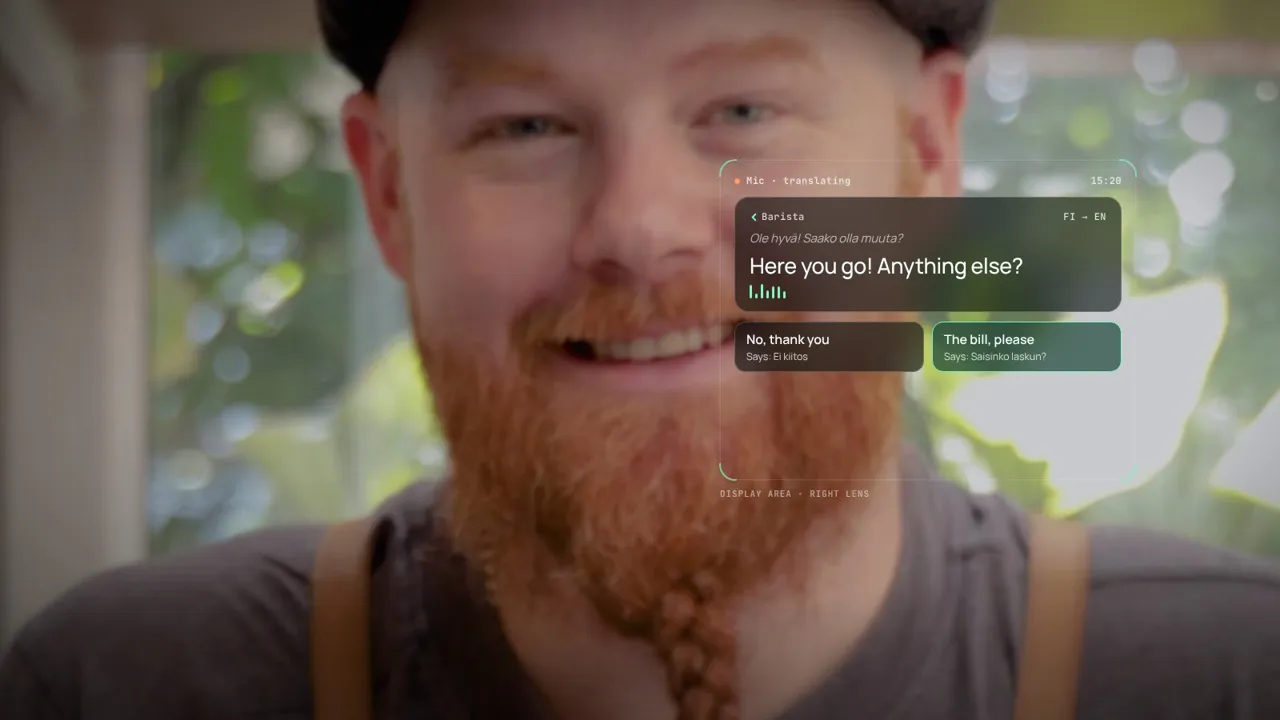 Mic · translating
15:20
Barista
FI → EN
Ole hyvä! Saako olla muuta?
Here you go! Anything else?
No, thank you
Says: Ei kiitos
The bill, please
Says: Saisinko laskun?
DISPLAY AREA · RIGHT LENS